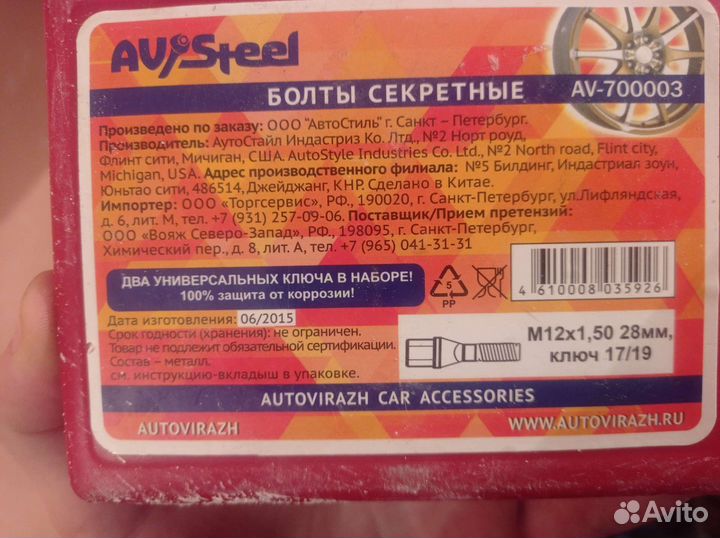 AV Steel
БОЛТЫ СЕКРЕТНЫЕ AV-700003
Произведено по заказу: ООО "АвтоСтиль" г. Санкт – Петербург.
Производитель: АутоСтайл Индастриз Ко. Лтд., №2 Норт роуд,
Флинт сити, Мичиган, США. AutoStyle Industries Co. Ltd., №2 North road, Flint city,
Michigan, USA. Адрес производственного филиала: №5 Билдинг, Индастриал зоун,
Юньтао сити, 486514, Джейджанг, КНР. Сделано в Китае.
Импортер: ООО «Торгсервис», РФ., 190020, г. Санкт-Петербург, ул.Лифляндская,
д. 6, лит. М, тел. +7 (931) 257-09-06. Поставщик/Прием претензий:
ООО «Вояж Северо-Запад», РФ., 198095, г. Санкт-Петербург,
Химический пер., д. 8, лит. А, тел. +7 (965) 041-31-31
ДВА УНИВЕРСАЛЬНЫХ КЛЮЧА В НАБОРЕ!
100% защита от коррозии!
5
PP
4 610008 035926
Дата изготовления: 06/2015
Срок годности (хранения): не ограничен.
Товар не подлежит обязательной сертификации.
Состав – металл.
см. инструкцию-вкладыш в упаковке.
М12х1,50 28мм,
ключ 17/19
AUTOVIRAZH CAR ACCESSORIES
AUTOVIRAZH
WWW.AUTOVIRAZH.RU
Avito